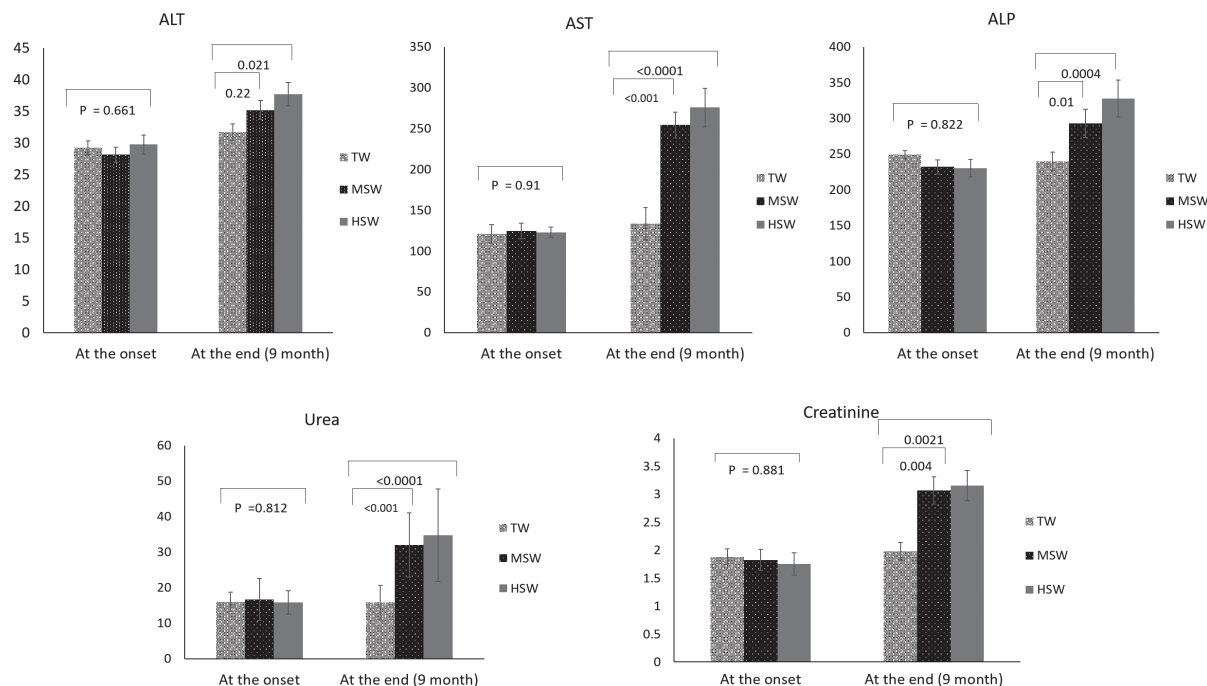 ALT
45
40
35
30
25
20
15
10
5
0
P = 0.661
0.021
0.22
At the onset
At the end (9 month)
TW
MSW
HSW
AST
350
300
250
200
150
100
50
0
P = 0.91
<0.0001
<0.001
At the onset
At the end (9 month)
TW
MSW
HSW
ALP
400
350
300
250
200
150
100
50
0
P = 0.822
0.0004
0.01
At the onset
At the end (9 month)
TW
MSW
HSW
Urea
60
50
40
30
20
10
0
P =0.812
<0.0001
<0.001
At the onset
At the end (9 month)
TW
MSW
HSW
Creatinine
4
3.5
3
2.5
2
1.5
1
0.5
0
P = 0.881
0.0021
0.004
At the onset
At the end (9 month)
TW
MSW
HSW